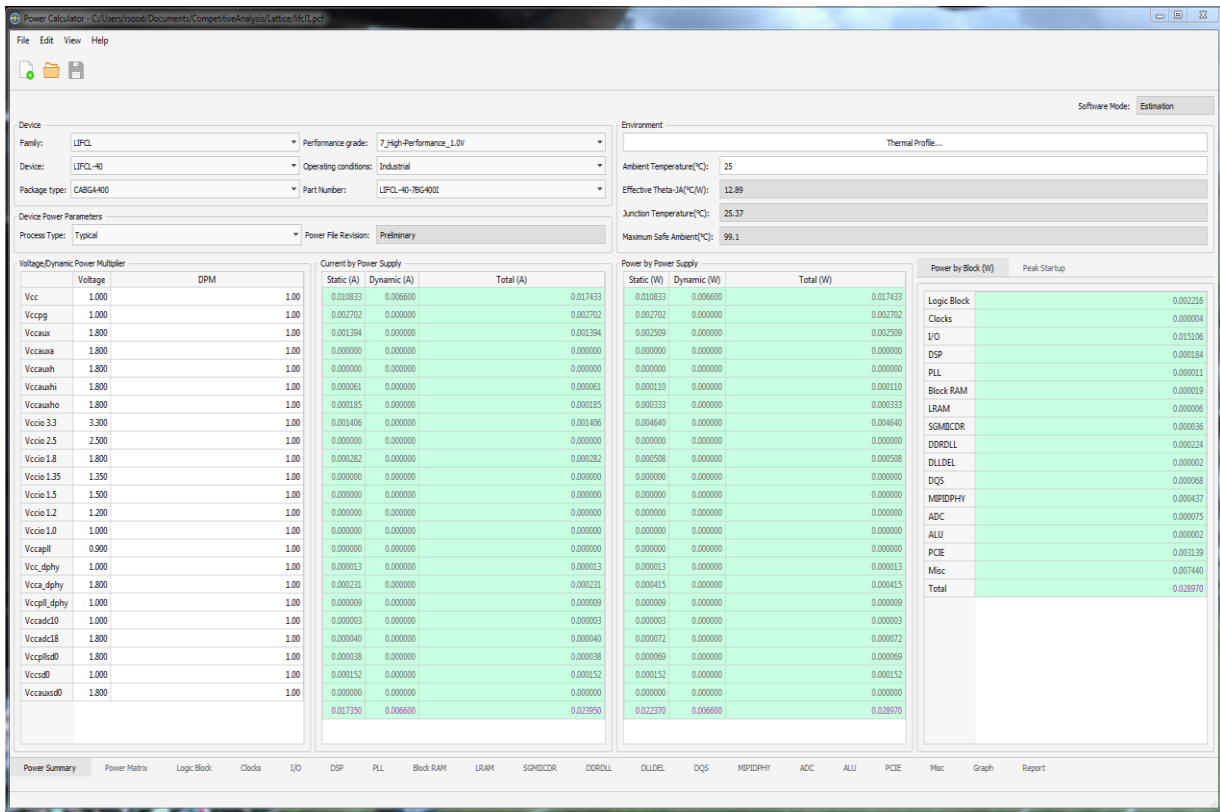 Power Calculator - C:/Users/rsood/Documents/CompetitiveAnalysis/Lattice/lifcl1.pcf
File Edit View Help
Software Mode: Estimation
Device
Family: LIFCL Performance grade: 7_High-Performance_1.0V
Device: LIFCL-40 Operating conditions: Industrial
Package type: CABGA400 Part Number: LIFCL-40-7BG400I
Device Power Parameters
Process Type: Typical Power File Revision: Preliminary
Environment
Thermal Profile...
Ambient Temperature(°C): 25
Effective Theta-JA(°C/W): 12.89
Junction Temperature(°C): 25.37
Maximum Safe Ambient(°C): 99.1
Voltage/Dynamic Power Multiplier
Voltage DPM
Vcc 1.000 1.00
Vccpg 1.000 1.00
Vccaux 1.800 1.00
Vccauxa 1.800 1.00
Vccauxh 1.800 1.00
Vccauxhi 1.800 1.00
Vccauxho 1.800 1.00
Vccio 3.3 3.300 1.00
Vccio 2.5 2.500 1.00
Vccio 1.8 1.800 1.00
Vccio 1.35 1.350 1.00
Vccio 1.5 1.500 1.00
Vccio 1.2 1.200 1.00
Vccio 1.0 1.000 1.00
Vccapll 0.900 1.00
Vcc_dphy 1.000 1.00
Vcca_dphy 1.800 1.00
Vccpll_dphy 1.000 1.00
Vccadc10 1.000 1.00
Vccadc18 1.800 1.00
Vccpllsd0 1.800 1.00
Vccsd0 1.000 1.00
Vccauxsd0 1.800 1.00
Current by Power Supply
Static (A) Dynamic (A) Total (A)
0.010833 0.006600 0.017433
0.002702 0.000000 0.002702
0.001394 0.000000 0.001394
0.000000 0.000000 0.000000
0.000000 0.000000 0.000000
0.000061 0.000000 0.000061
0.000185 0.000000 0.000185
0.001406 0.000000 0.001406
0.000000 0.000000 0.000000
0.000282 0.000000 0.000282
0.000000 0.000000 0.000000
0.000000 0.000000 0.000000
0.000000 0.000000 0.000000
0.000000 0.000000 0.000000
0.000000 0.000000 0.000000
0.000013 0.000000 0.000013
0.000231 0.000000 0.000231
0.000009 0.000000 0.000009
0.000003 0.000000 0.000003
0.000040 0.000000 0.000040
0.000038 0.000000 0.000038
0.000152 0.000000 0.000152
0.000000 0.000000 0.000000
0.017350 0.006600 0.023950
Power by Power Supply
Static (W) Dynamic (W) Total (W)
0.010833 0.006600 0.017433
0.002702 0.000000 0.002702
0.002509 0.000000 0.002509
0.000000 0.000000 0.000000
0.000000 0.000000 0.000000
0.000110 0.000000 0.000110
0.000333 0.000000 0.000333
0.004640 0.000000 0.004640
0.000000 0.000000 0.000000
0.000508 0.000000 0.000508
0.000000 0.000000 0.000000
0.000000 0.000000 0.000000
0.000000 0.000000 0.000000
0.000000 0.000000 0.000000
0.000000 0.000000 0.000000
0.000013 0.000000 0.000013
0.000415 0.000000 0.000415
0.000009 0.000000 0.000009
0.000003 0.000000 0.000003
0.000072 0.000000 0.000072
0.000069 0.000000 0.000069
0.000152 0.000000 0.000152
0.000000 0.000000 0.000000
0.022370 0.006600 0.028970
Power by Block (W) Peak Startup
Logic Block 0.002216
Clocks 0.000004
I/O 0.015106
DSP 0.000184
PLL 0.000011
Block RAM 0.000019
LRAM 0.000006
SGMIICDR 0.000036
DDRDLL 0.000224
DLLDEL 0.000002
DQS 0.000068
MIPIDPHY 0.000437
ADC 0.000075
ALU 0.000002
PCIE 0.003139
Misc 0.007440
Total 0.028970
Power Summary Power Matrix Logic Block Clocks I/O DSP PLL Block RAM LRAM SGMIICDR DDRDLL DLLDEL DQS MIPIDPHY ADC ALU PCIE Misc Graph Report